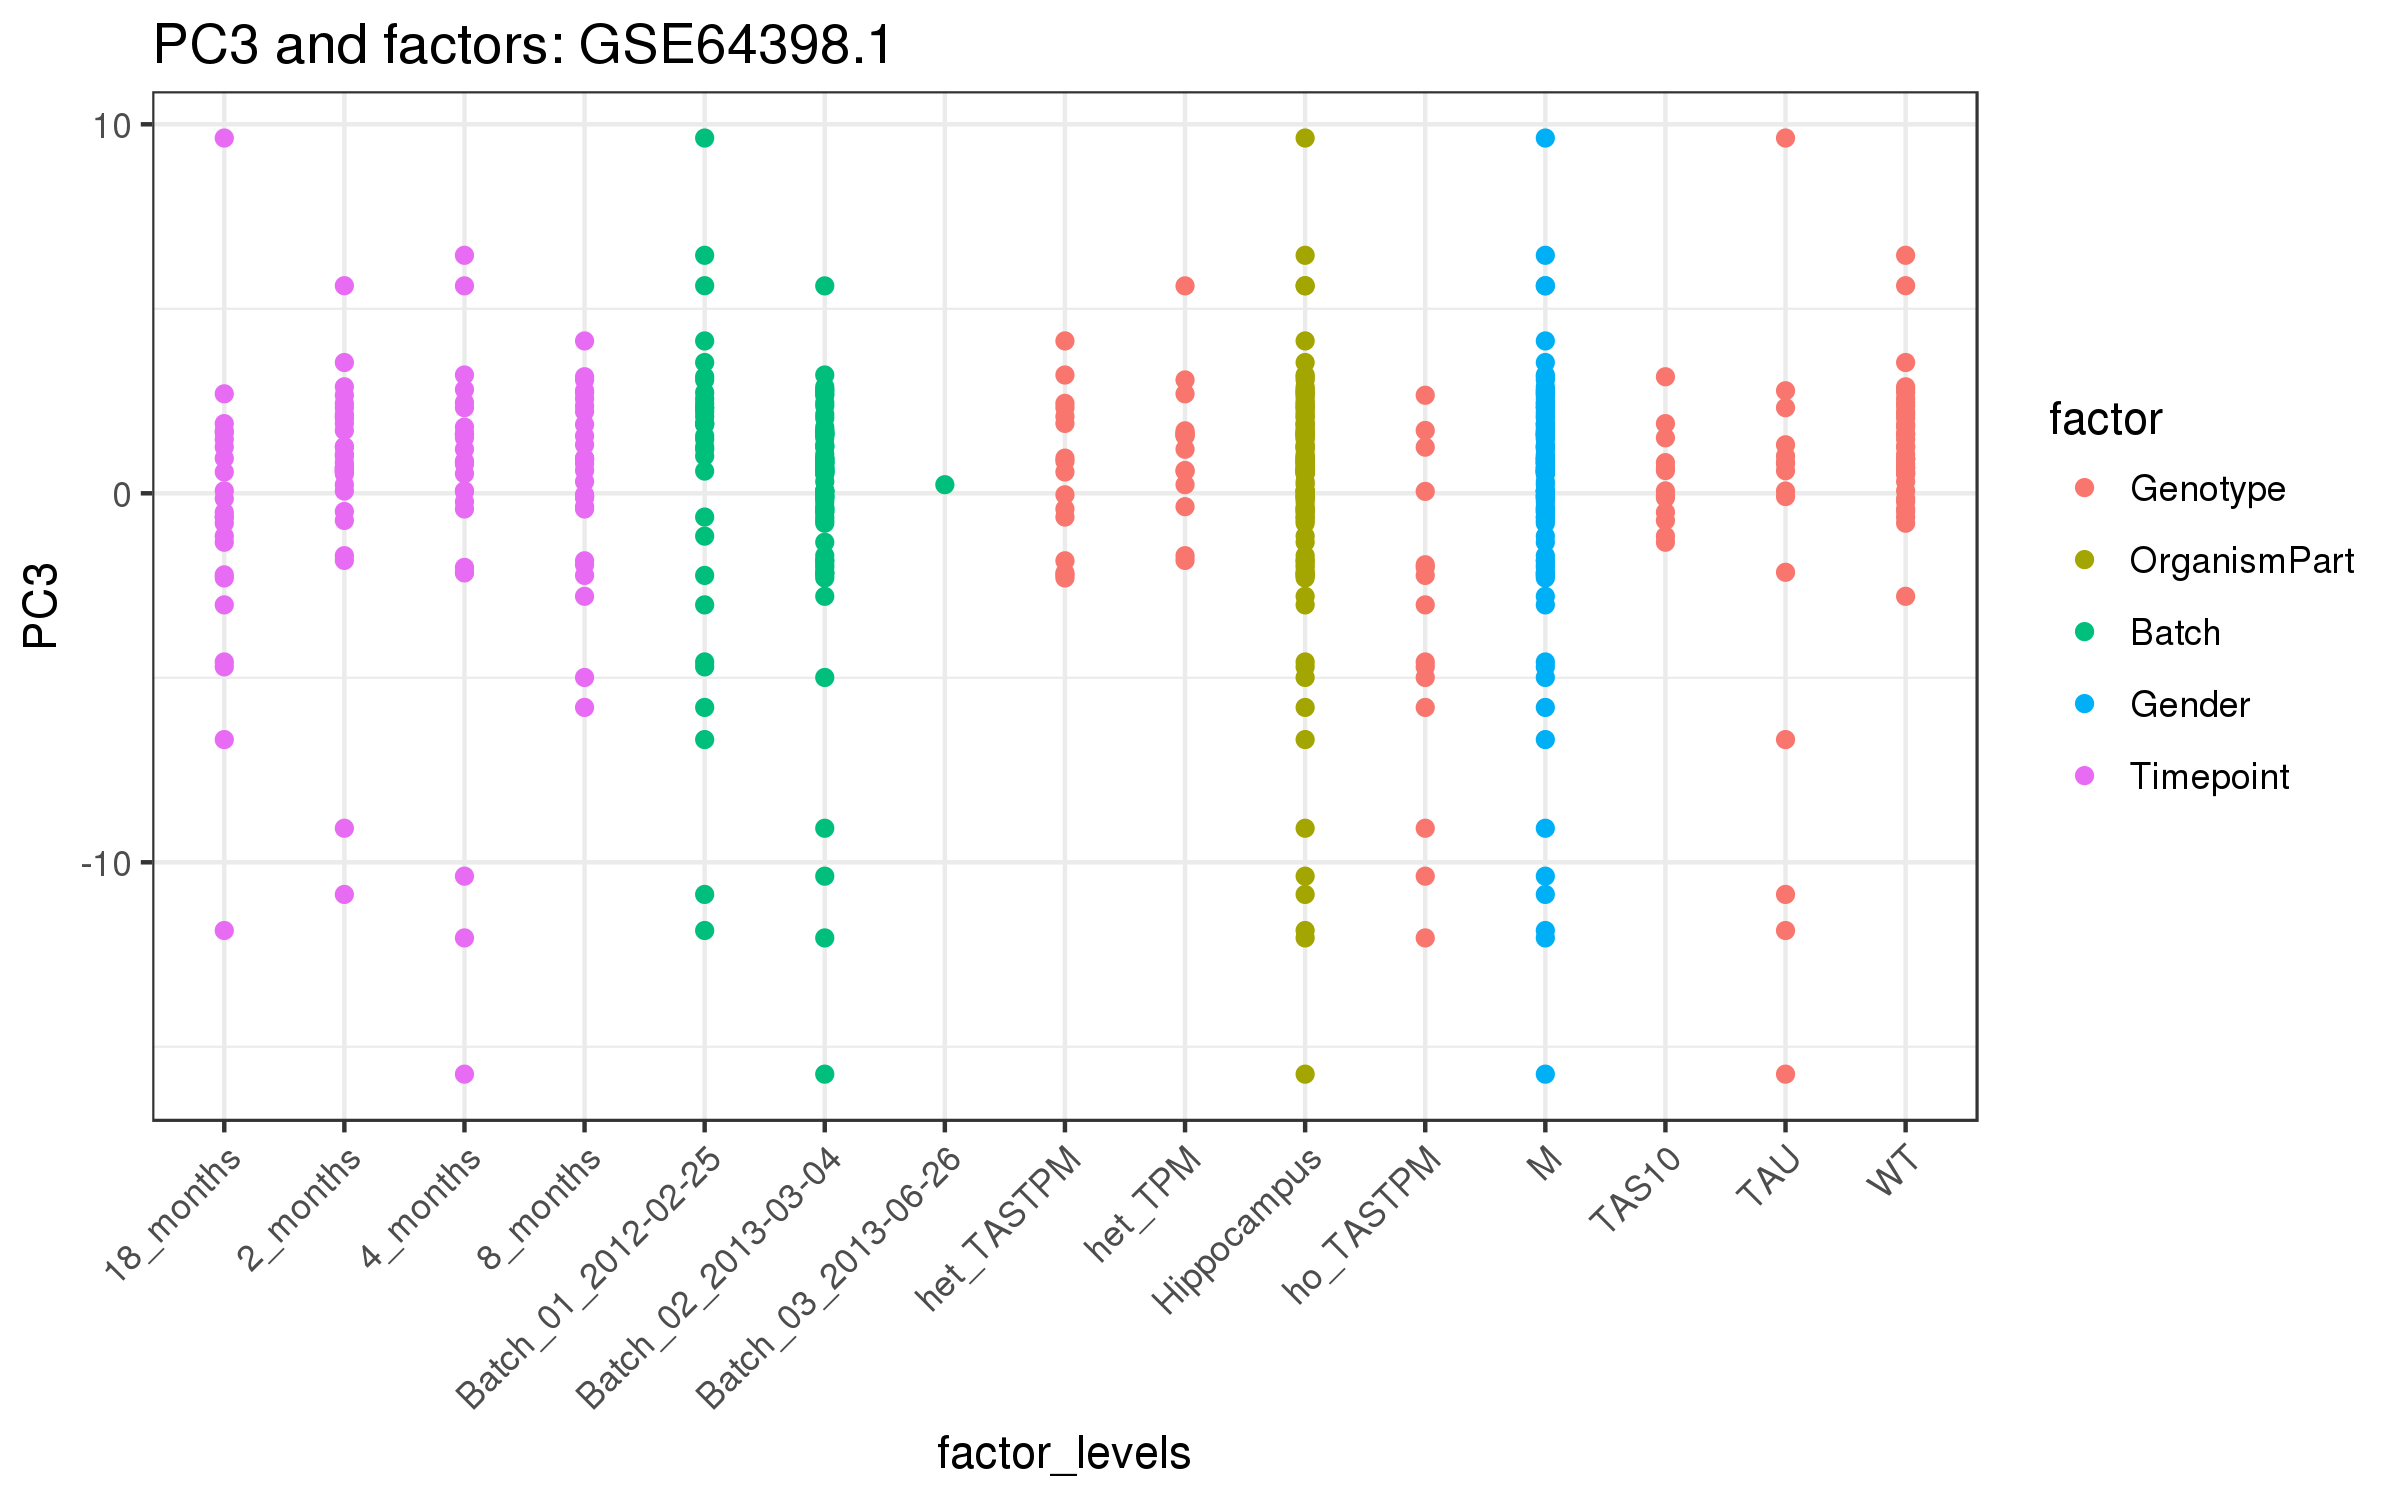 PC3 and factors: GSE64398.1
10
0
-10
PC3
18_months
2_months
4_months
8_months
Batch_01_2012-02-25
Batch_02_2013-03-04
Batch_03_2013-06-26
het_TASTPM
het_TPM
Hippocampus
ho_TASTPM
M
TAS10
TAU
WT
factor_levels
factor
Genotype
OrganismPart
Batch
Gender
Timepoint